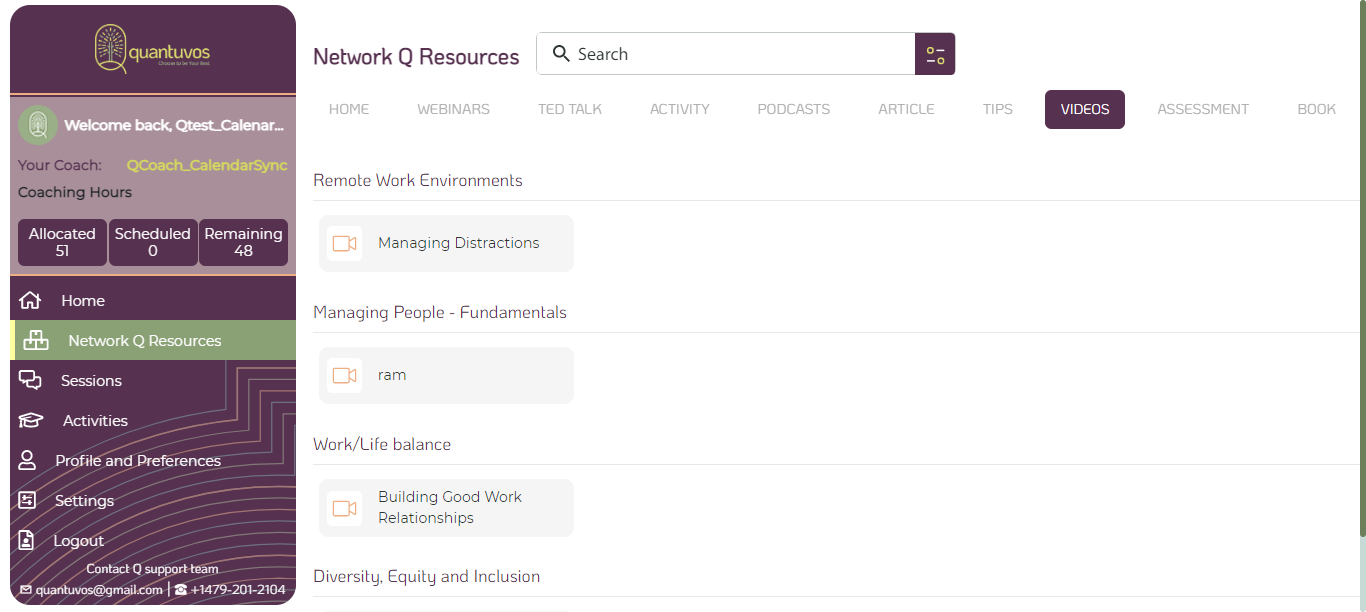 quantuvos
Choose to be Your Best
Welcome back, Qtest_Calenar...
Your Coach: QCoach_CalendarSync
Coaching Hours
Allocated
51
Scheduled
0
Remaining
48
Home
Network Q Resources
Sessions
Activities
Profile and Preferences
Settings
Logout
Contact Q support team
quantuvos@gmail.com | +1479-201-2104
Network Q Resources
Search
HOME WEBINARS TED TALK ACTIVITY PODCASTS ARTICLE TIPS VIDEOS ASSESSMENT BOOK
Remote Work Environments
Managing Distractions
Managing People - Fundamentals
ram
Work/Life balance
Building Good Work
Relationships
Diversity, Equity and Inclusion